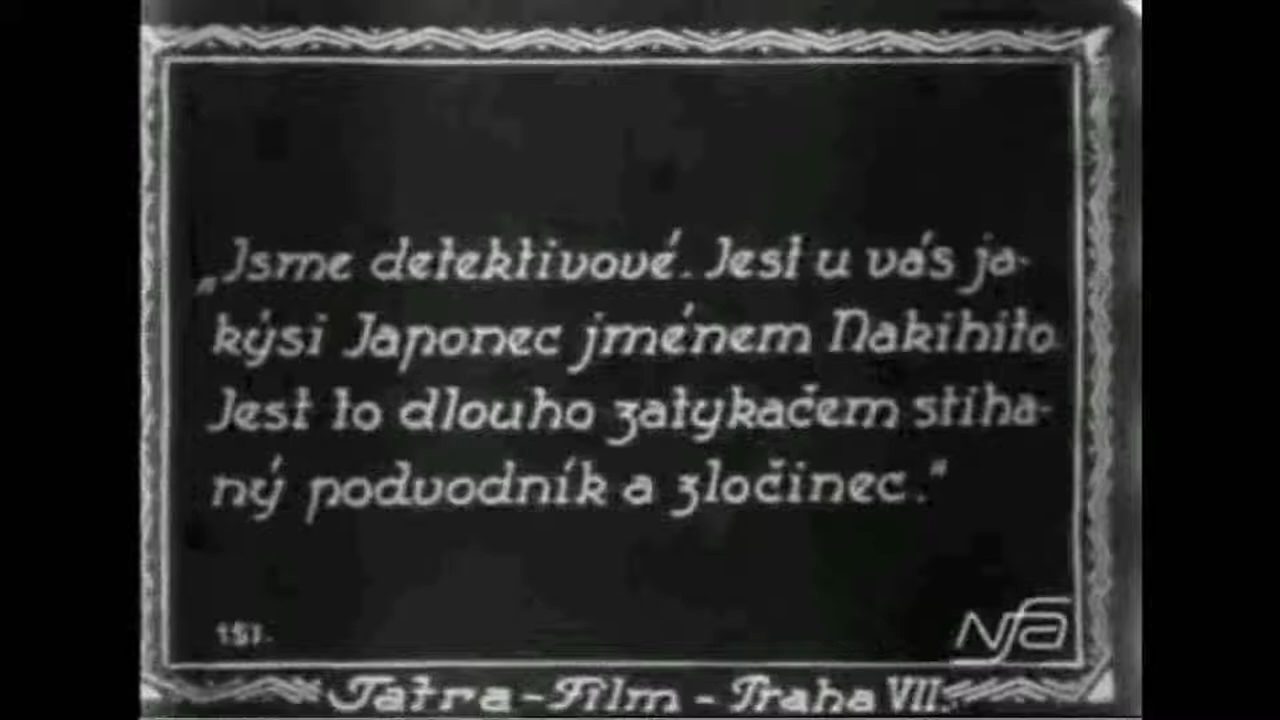 „Jsme detektivové. Jest u vás ja-
kýsi Japonec jménem Nakihito.
Jest to dlouho zatykačem stíha-
ný podvodník a zločinec."
151.
nfa
Tatra-Film - Praha VII.